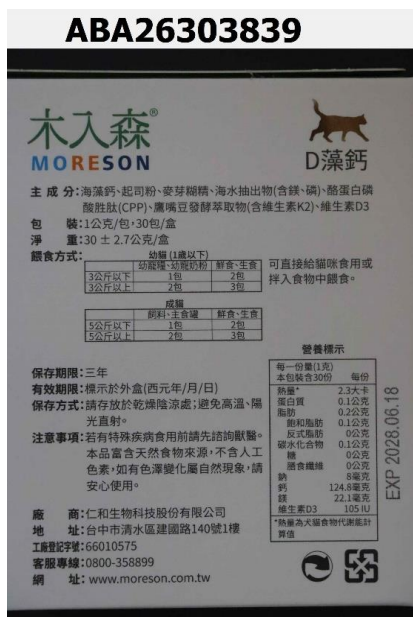 ABA26303839
木入森®
MORESON
D藻鈣
主成分:海藻鈣、起司粉、麥芽糊精、海水抽出物(含鎂、磷)、酪蛋白磷
酸胜肽(CPP)、鷹嘴豆發酵萃取物(含維生素K2)、維生素D3
包裝:1公克/包,30包/盒
淨重:30 ± 2.7公克/盒
餵食方式:
幼貓 (1歲以下)
幼寵糧、幼寵奶粉 鮮食、生食
3公斤以下 1包 2包
3公斤以上 2包 3包
可直接給貓咪食用或
拌入食物中餵食。
成貓
飼料、主食罐 鮮食、生食
5公斤以下 1包 2包
5公斤以上 2包 3包
保存期限:三年
有效期限:標示於外盒(西元年/月/日)
保存方式:請存放於乾燥陰涼處;避免高溫、陽
光直射。
注意事項:若有特殊疾病食用前請先諮詢獸醫。
本品富含天然食物來源,不含人工
色素,如有色澤變化屬自然現象,請
安心使用。
營養標示
每一份量(1克)
本包裝含30份 每份
熱量* 2.3大卡
蛋白質 0.1公克
脂肪 0.2公克
飽和脂肪 0.1公克
反式脂肪 0公克
碳水化合物 0.1公克
糖 0公克
膳食纖維 0公克
鈉 8毫克
鈣 124.8毫克
鎂 22.1毫克
維生素D3 105 IU
*熱量為犬貓食物代謝能計
算值
EXP 2028.06.18
廠商:仁和生物科技股份有限公司
地址:台中市清水區建國路140號1樓
工廠登記字號:66010575
客服專線:0800-358899
網址:www.moreson.com.tw